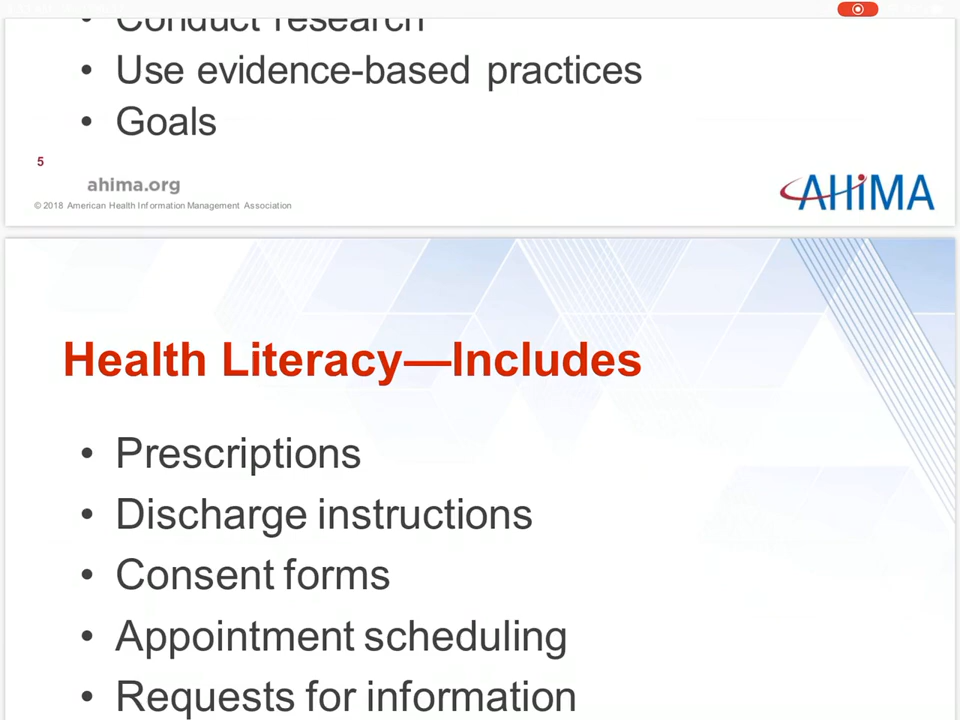 • Conduct research
• Use evidence-based practices
• Goals
5
ahima.org
© 2018 American Health Information Management Association
AHiMA
Health Literacy—Includes
• Prescriptions
• Discharge instructions
• Consent forms
• Appointment scheduling
• Requests for information